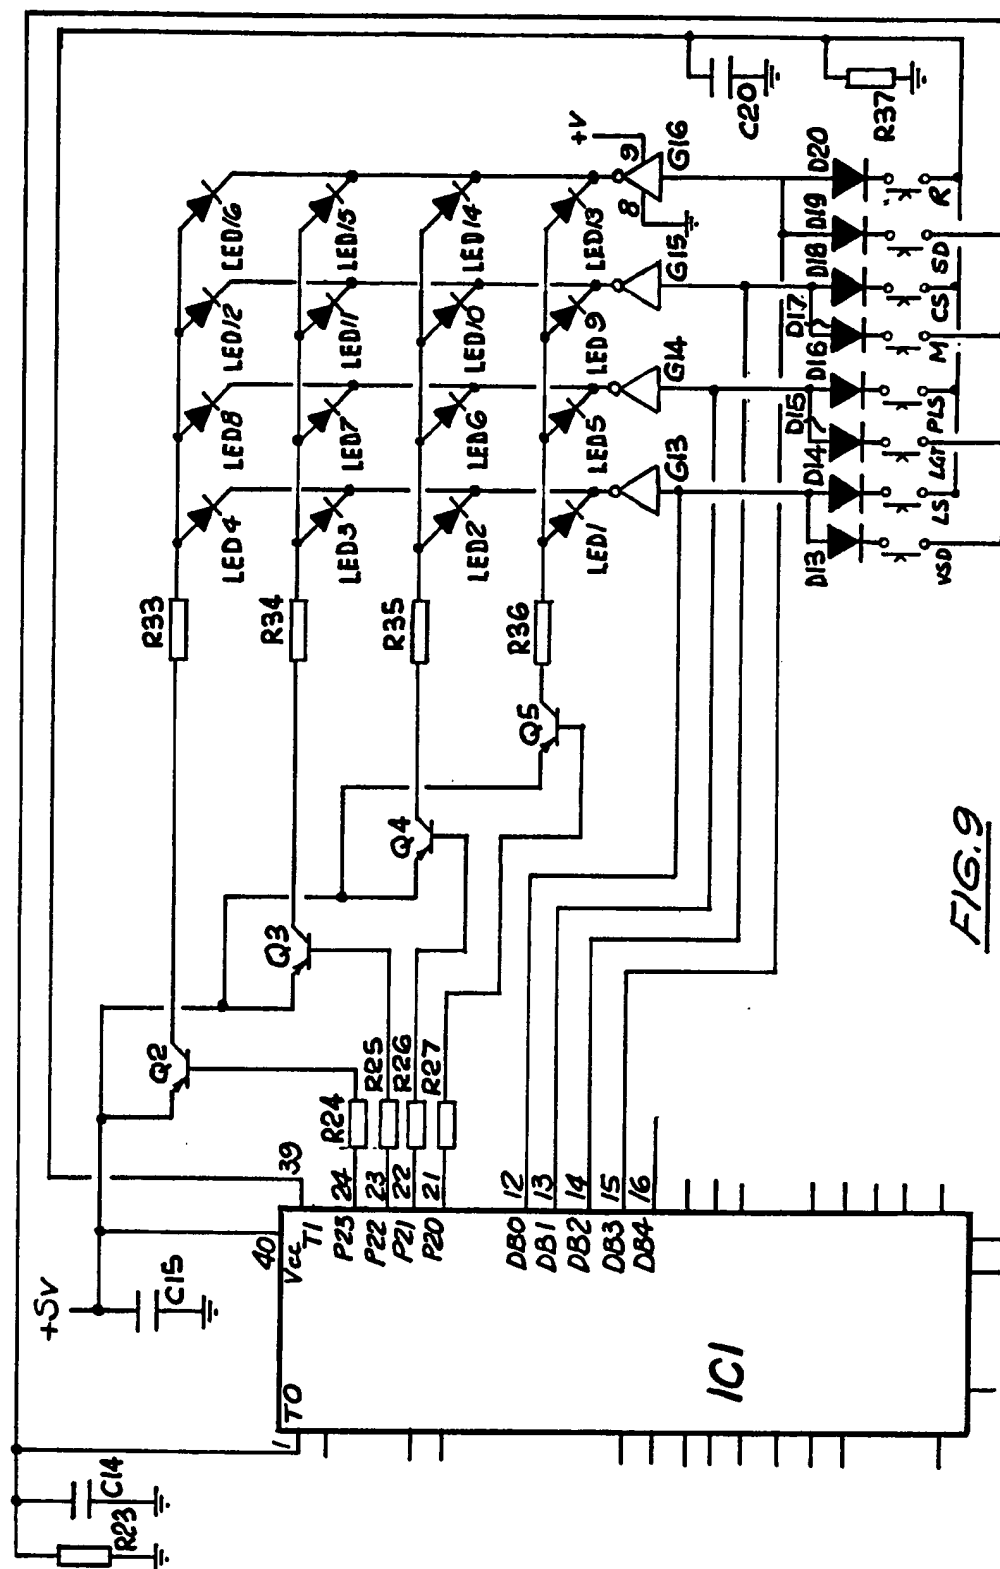 +5V
C15
R23
C14
C20
R37
+V
9
8
G16
G15
G14
G13
LED16
LED12
LED8
LED4
LED15
LED11
LED7
LED3
LED14
LED10
LED6
LED2
LED13
LED9
LED5
LED1
R33
R34
R35
R36
Q2
Q3
Q4
Q5
R24
R25
R26
R27
1
T0
40
Vcc
39
T1
24
P23
23
P22
22
P21
21
P20
12
DB0
13
DB1
14
DB2
15
DB3
16
DB4
IC1
D13
D14
D15
D16
D17
D18
D19
D20
VSD
LS
LGT
PLS
M
CS
SD
R
FIG. 9